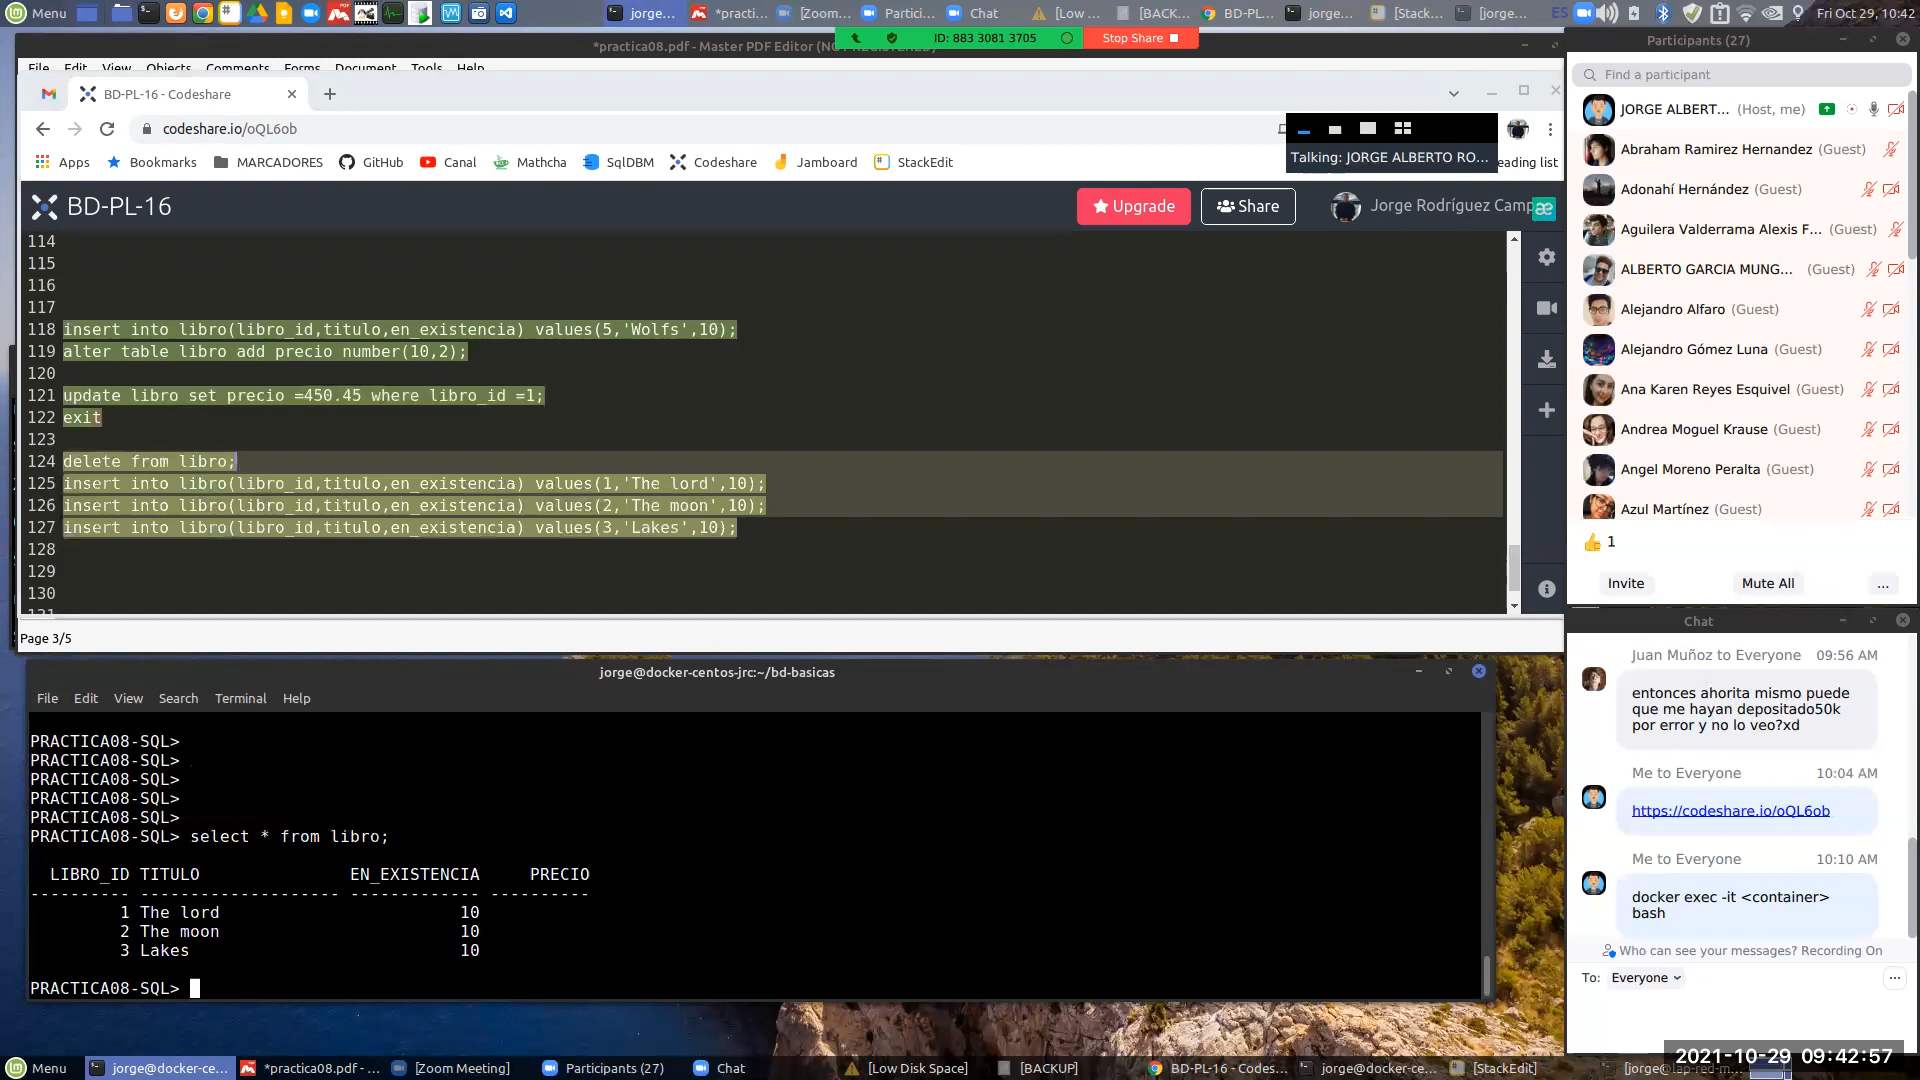 Menu
jorge...
*practi...
[Zoom...
Partici...
Chat
[Low ...
[BACK...
BD-PL...
jorge...
[Stack...
[jorge...
ES
Fri Oct 29, 10:42
*practica08.pdf - Master PDF Editor (NOT REGISTERED)
ID: 883 3081 3705
Stop Share
File Edit View Objects Comments Forms Document Tools Help
BD-PL-16 - Codeshare
codeshare.io/oQL6ob
Talking: JORGE ALBERTO RO...
Apps Bookmarks MARCADORES GitHub Canal Mathcha SqlDBM Codeshare Jamboard StackEdit
eading list
BD-PL-16
Upgrade
Share
Jorge Rodríguez Camp
æ
114
115
116
117
118 insert into libro(libro_id,titulo,en_existencia) values(5,'Wolfs',10);
119 alter table libro add precio number(10,2);
120
121 update libro set precio =450.45 where libro_id =1;
122 exit
123
124 delete from libro;
125 insert into libro(libro_id,titulo,en_existencia) values(1,'The lord',10);
126 insert into libro(libro_id,titulo,en_existencia) values(2,'The moon',10);
127 insert into libro(libro_id,titulo,en_existencia) values(3,'Lakes',10);
128
129
130
131
Page 3/5
jorge@docker-centos-jrc:~/bd-basicas
File Edit View Search Terminal Help
PRACTICA08-SQL>
PRACTICA08-SQL>
PRACTICA08-SQL>
PRACTICA08-SQL>
PRACTICA08-SQL>
PRACTICA08-SQL> select * from libro;
LIBRO_ID TITULO EN_EXISTENCIA PRECIO
---------- -------------------- ------------- ----------
1 The lord 10
2 The moon 10
3 Lakes 10
PRACTICA08-SQL>
Participants (27)
Find a participant
JORGE ALBERT... (Host, me)
Abraham Ramirez Hernandez (Guest)
Adonahí Hernández (Guest)
Aguilera Valderrama Alexis F... (Guest)
ALBERTO GARCIA MUNG... (Guest)
Alejandro Alfaro (Guest)
Alejandro Gómez Luna (Guest)
Ana Karen Reyes Esquivel (Guest)
Andrea Moguel Krause (Guest)
Angel Moreno Peralta (Guest)
Azul Martínez (Guest)
1
Invite
Mute All
...
Chat
Juan Muñoz to Everyone 09:56 AM
entonces ahorita mismo puede
que me hayan depositado50k
por error y no lo veo?xd
Me to Everyone 10:04 AM
https://codeshare.io/oQL6ob
Me to Everyone 10:10 AM
docker exec -it <container>
bash
Who can see your messages? Recording On
To: Everyone
Menu
jorge@docker-ce...
*practica08.pdf - ...
[Zoom Meeting]
Participants (27)
Chat
[Low Disk Space]
[BACKUP]
BD-PL-16 - Codes...
jorge@docker-ce...
[StackEdit]
[jorge@lap-red-m...
2021-10-29 09:42:57